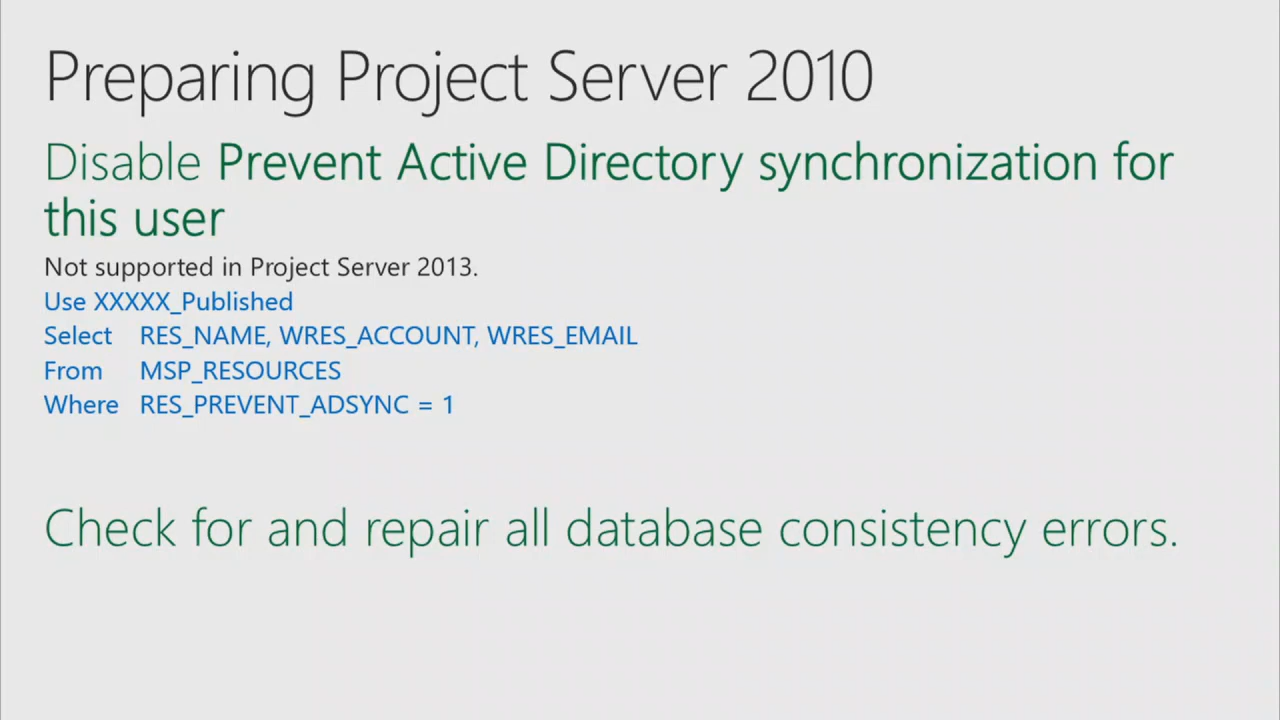 Preparing Project Server 2010
Disable Prevent Active Directory synchronization for
this user
Not supported in Project Server 2013.
Use XXXXX_Published
Select RES_NAME, WRES_ACCOUNT, WRES_EMAIL
From MSP_RESOURCES
Where RES_PREVENT_ADSYNC = 1
Check for and repair all database consistency errors.